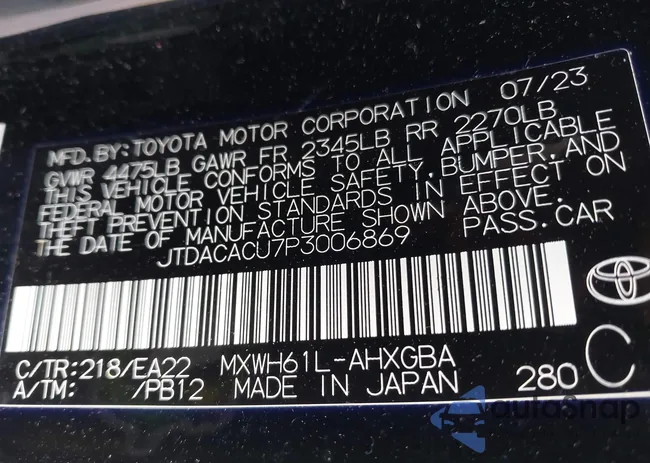 MFD.BY:TOYOTA MOTOR CORPORATION 07/23
GVWR 4475LB GAWR FR 2345LB RR 2270LB
THIS VEHICLE CONFORMS TO ALL APPLICABLE
FEDERAL MOTOR VEHICLE SAFETY,BUMPER,AND
THEFT PREVENTION STANDARDS IN EFFECT ON
THE DATE OF MANUFACTURE SHOWN ABOVE.
JTDACACU7P3006869 PASS.CAR
C/TR:218/EA22 MXWH61L-AHXGBA
A/TM: /PB12 MADE IN JAPAN 280 C
autoSnap